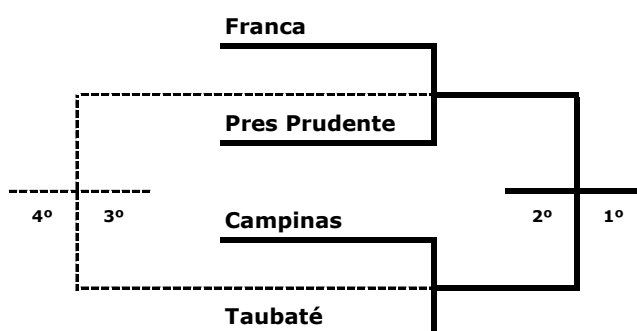 Franca
Pres Prudente
4º 3º
Campinas
2º 1º
Taubaté